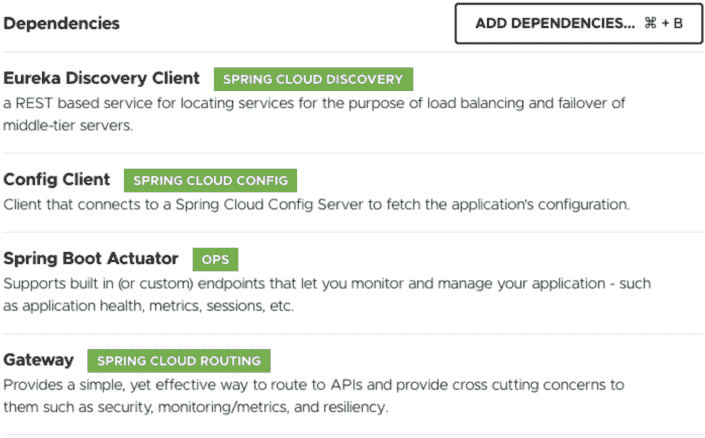 Dependencies
ADD DEPENDENCIES... ⌘ + B
Eureka Discovery Client SPRING CLOUD DISCOVERY
a REST based service for locating services for the purpose of load balancing and failover of
middle-tier servers.
Config Client SPRING CLOUD CONFIG
Client that connects to a Spring Cloud Config Server to fetch the application's configuration.
Spring Boot Actuator OPS
Supports built in (or custom) endpoints that let you monitor and manage your application - such
as application health, metrics, sessions, etc.
Gateway SPRING CLOUD ROUTING
Provides a simple, yet effective way to route to APIs and provide cross cutting concerns to
them such as security, monitoring/metrics, and resiliency.